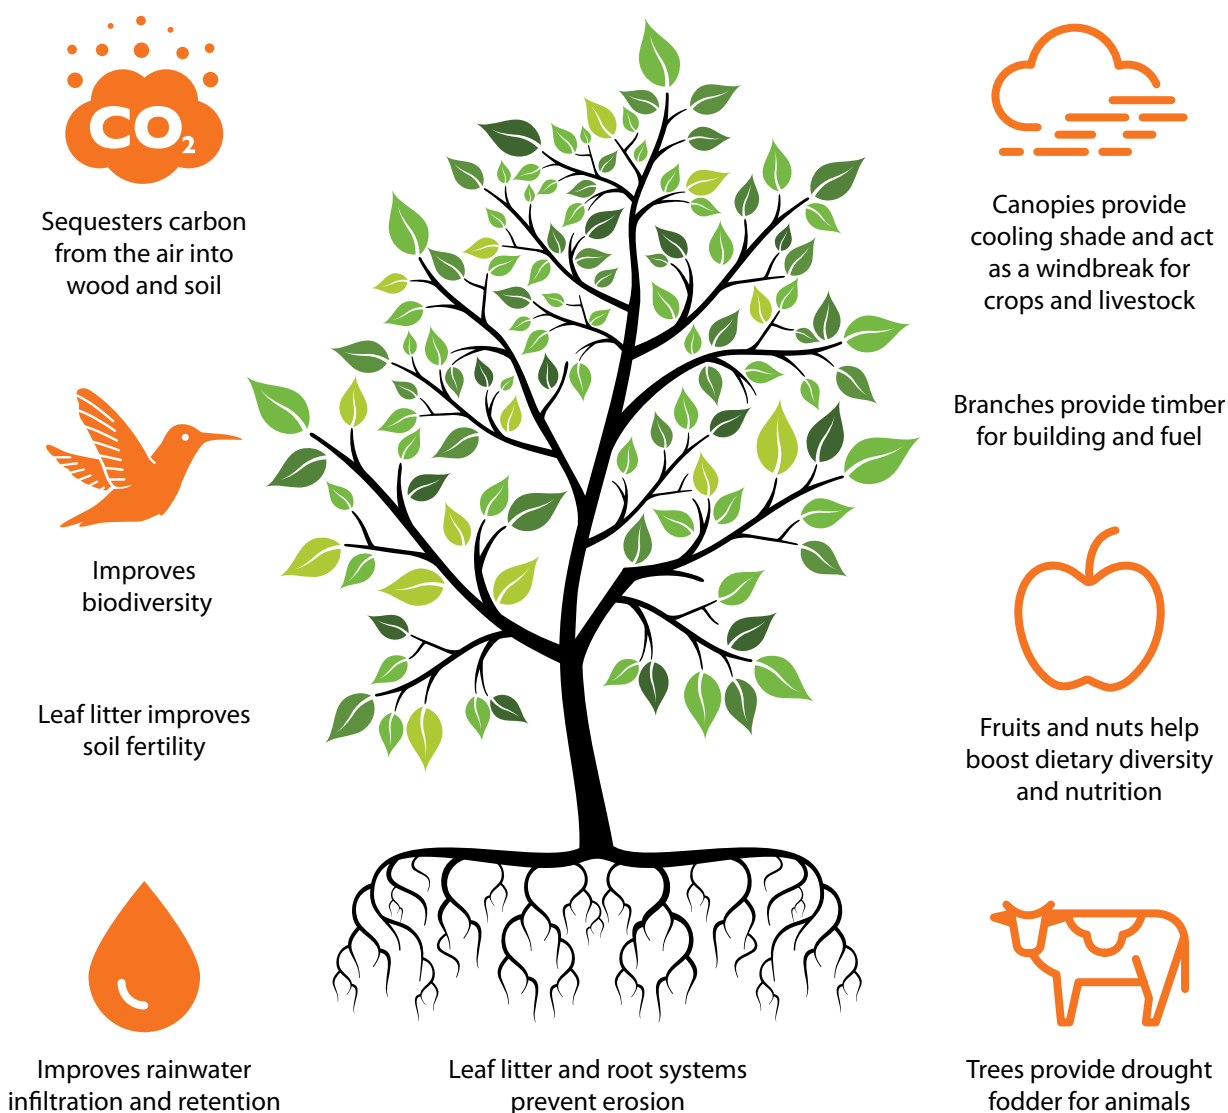 CO2
Sequesters carbon
from the air into
wood and soil
Improves
biodiversity
Leaf litter improves
soil fertility
Improves rainwater
infiltration and retention
Leaf litter and root systems
prevent erosion
Canopies provide
cooling shade and act
as a windbreak for
crops and livestock
Branches provide timber
for building and fuel
Fruits and nuts help
boost dietary diversity
and nutrition
Trees provide drought
fodder for animals